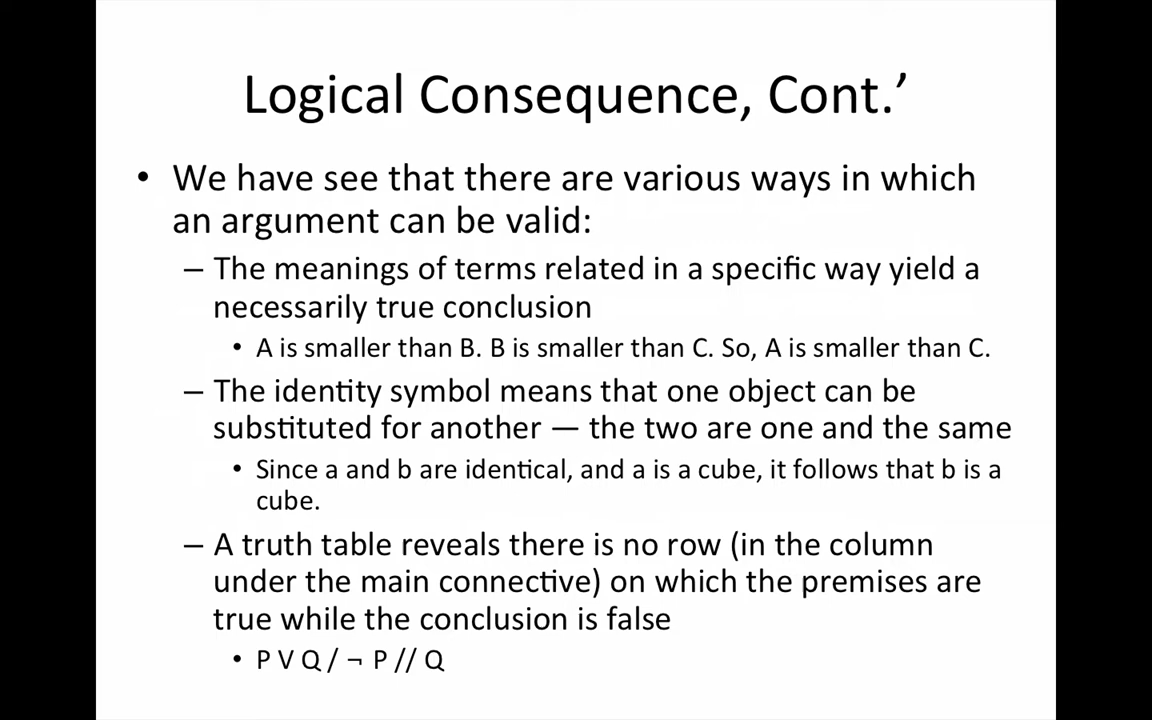 Logical Consequence, Cont.’
• We have see that there are various ways in which
an argument can be valid:
– The meanings of terms related in a specific way yield a
necessarily true conclusion
• A is smaller than B. B is smaller than C. So, A is smaller than C.
– The identity symbol means that one object can be
substituted for another — the two are one and the same
• Since a and b are identical, and a is a cube, it follows that b is a
cube.
– A truth table reveals there is no row (in the column
under the main connective) on which the premises are
true while the conclusion is false
• P V Q / ¬ P // Q